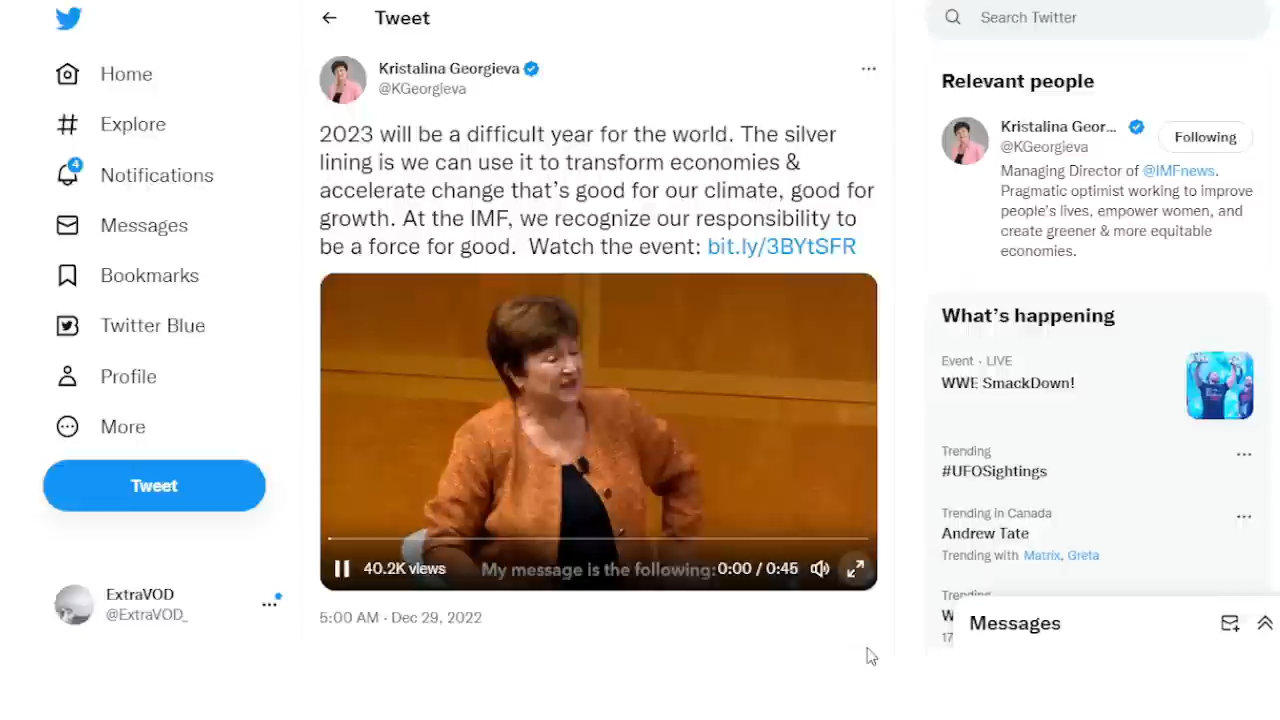 Home
Explore
4
Notifications
Messages
Bookmarks
Twitter Blue
Profile
More
Tweet
ExtraVOD
@ExtraVOD_
Tweet
Kristalina Georgieva
@KGeorgieva
2023 will be a difficult year for the world. The silver
lining is we can use it to transform economies &
accelerate change that's good for our climate, good for
growth. At the IMF, we recognize our responsibility to
be a force for good. Watch the event: bit.ly/3BYtSFR
40.2K views
My message is the following:
0:00 / 0:45
5:00 AM · Dec 29, 2022
Search Twitter
Relevant people
Kristalina Geor...
@KGeorgieva
Following
Managing Director of @IMFnews.
Pragmatic optimist working to improve
people's lives, empower women, and
create greener & more equitable
economies.
What's happening
Event · LIVE
WWE SmackDown!
Trending
#UFOSightings
Trending in Canada
Andrew Tate
Trending with Matrix, Greta
Trending
W
17
Messages